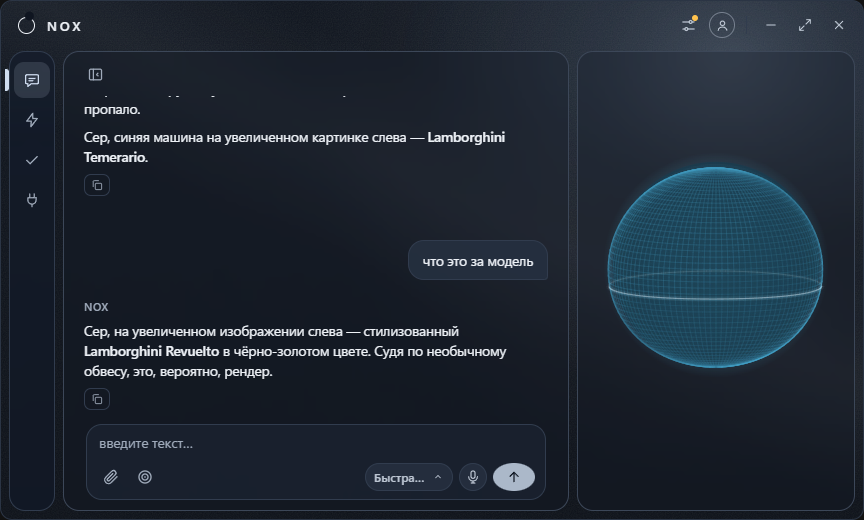 NOX
пропало.
Сер, синяя машина на увеличенном картинке слева — Lamborghini
Temerario.
что это за модель
NOX
Сер, на увеличенном изображении слева — стилизованный
Lamborghini Revuelto в чёрно-золотом цвете. Судя по необычному
обвесу, это, вероятно, рендер.
введите текст...
Быстра...